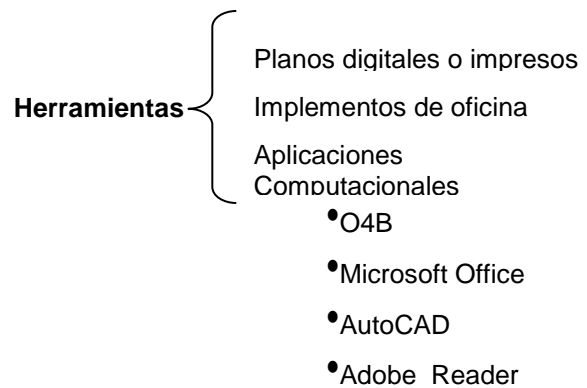 Planos digitales o impresos
Herramientas
Implementos de oficina
Aplicaciones
Computacionales
•O4B
•Microsoft Office
•AutoCAD
•Adobe Reader